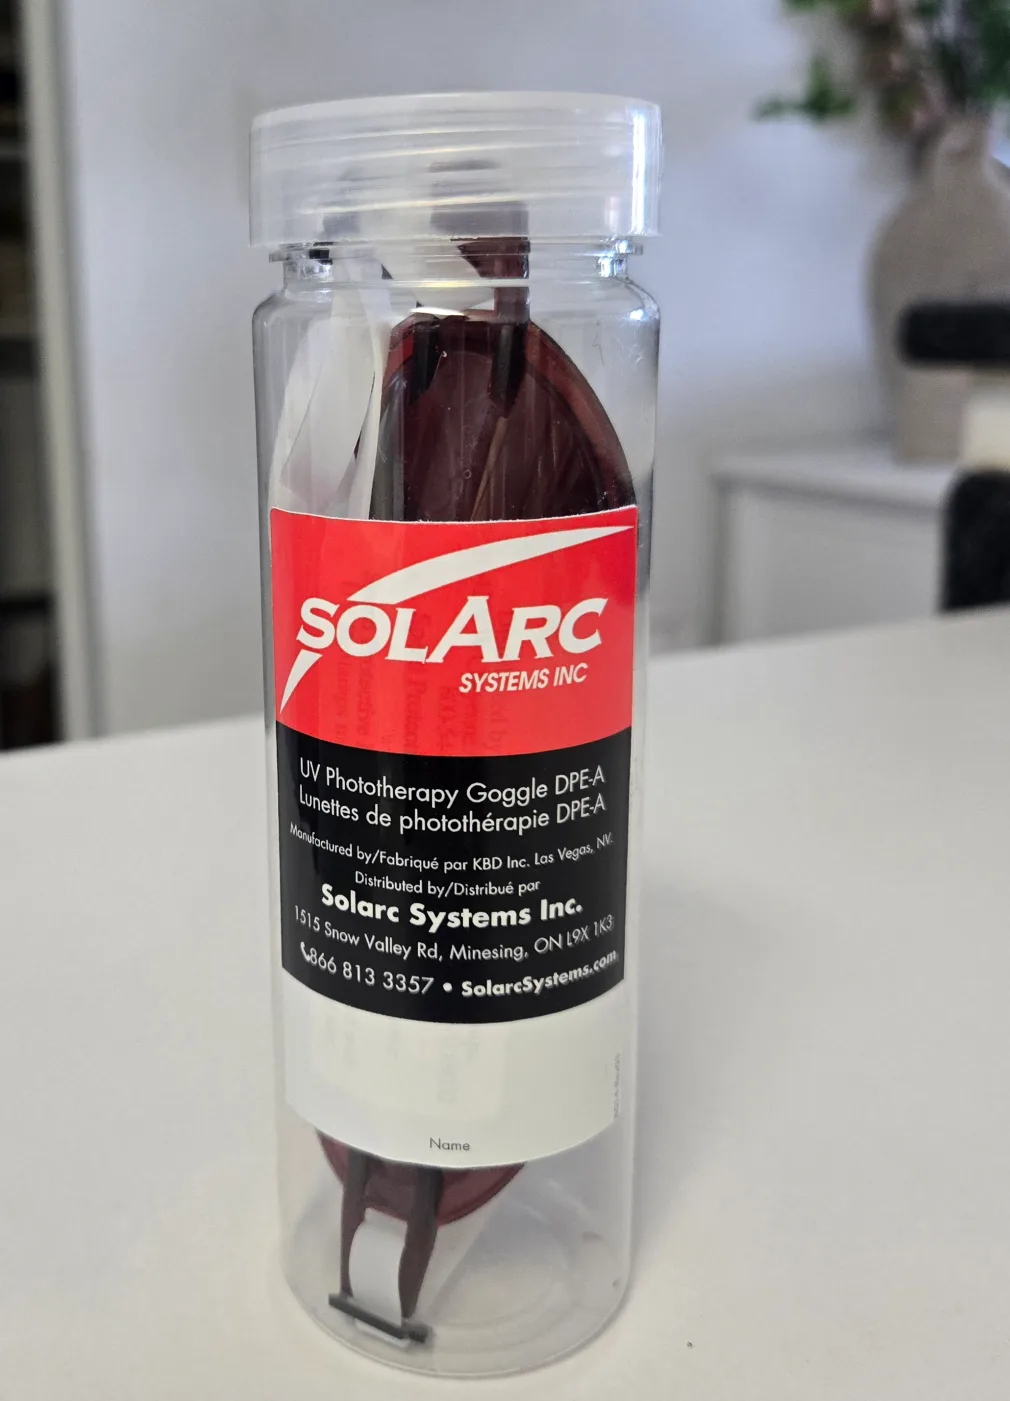 SOLARC
SYSTEMS INC
UV Phototherapy Goggle DPE-A
Lunettes de photothérapie DPE-A
Manufactured by/Fabriqué par KBD Inc. Las Vegas, NV.
Distributed by/Distribué par
Solarc Systems Inc.
1515 Snow Valley Rd, Minesing, ON L9X 1K3
866 813 3357 • SolarcSystems.com
Name